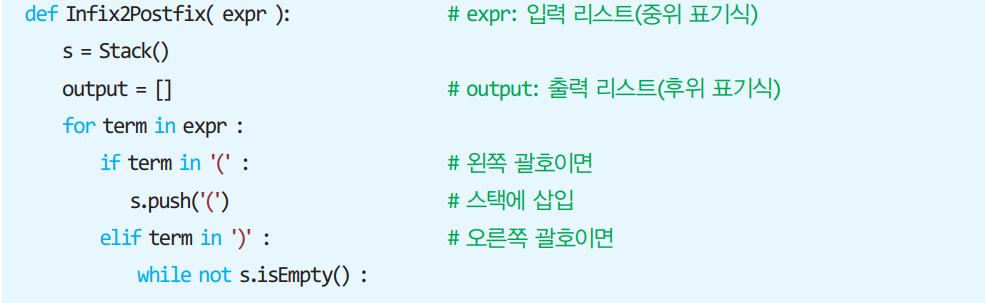 def Infix2Postfix( expr ): # expr: 입력 리스트(중위 표기식)
s = Stack()
output = [] # output: 출력 리스트(후위 표기식)
for term in expr :
if term in '(' : # 왼쪽 괄호이면
s.push('(') # 스택에 삽입
elif term in ')' : # 오른쪽 괄호이면
while not s.isEmpty() :